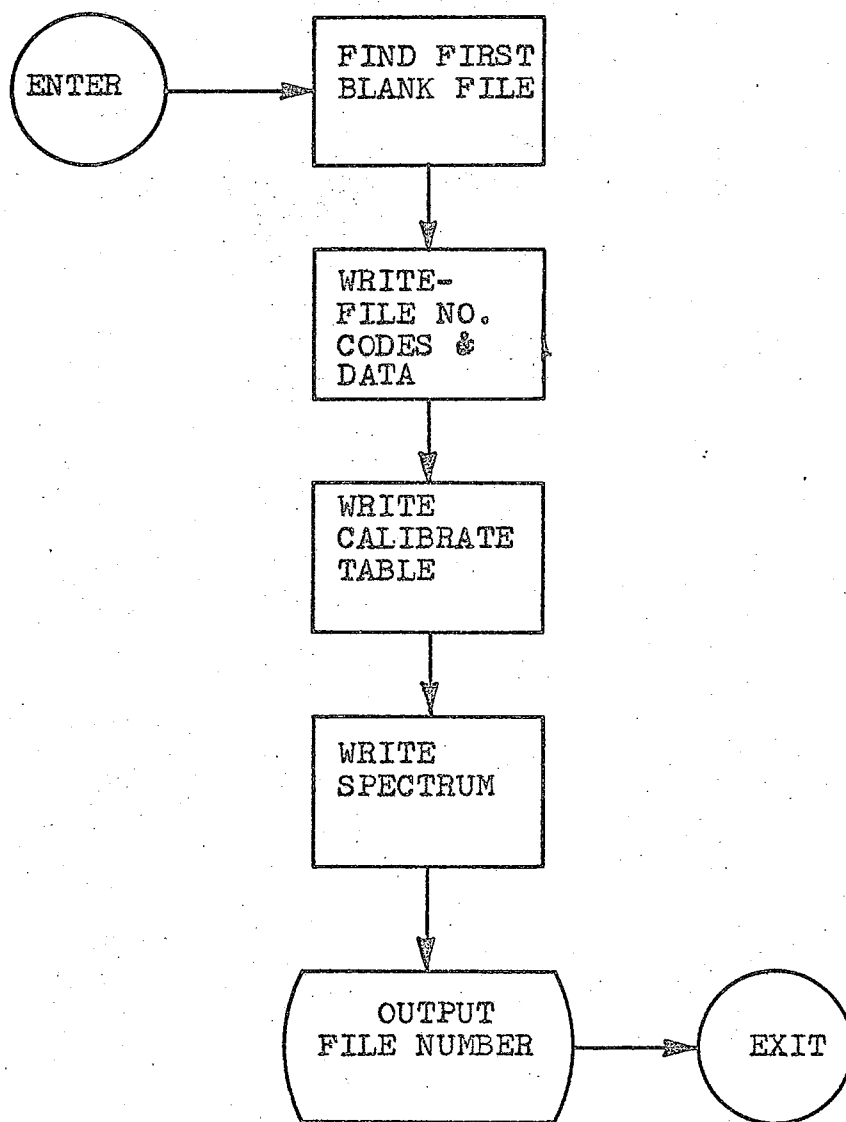 ENTER
FIND FIRST
BLANK FILE
WRITE-
FILE NO.
CODES &
DATA
WRITE
CALIBRATE
TABLE
WRITE
SPECTRUM
OUTPUT
FILE NUMBER
EXIT